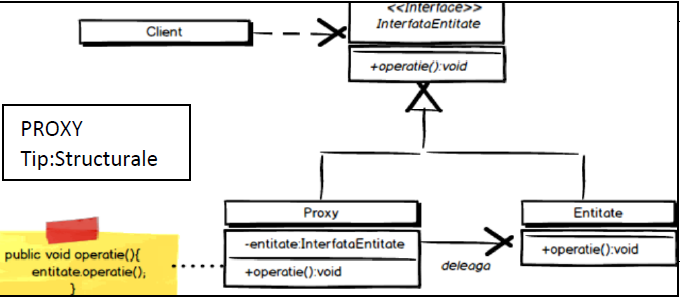 <<Interface>>
InterfataEntitate
Client
+operatie():void
PROXY
Tip:Structurale
Proxy
-entitate:InterfataEntitate
+operatie():void
deleaga
Entitate
+operatie():void
public void operatie(){
entitate.operatie();
}